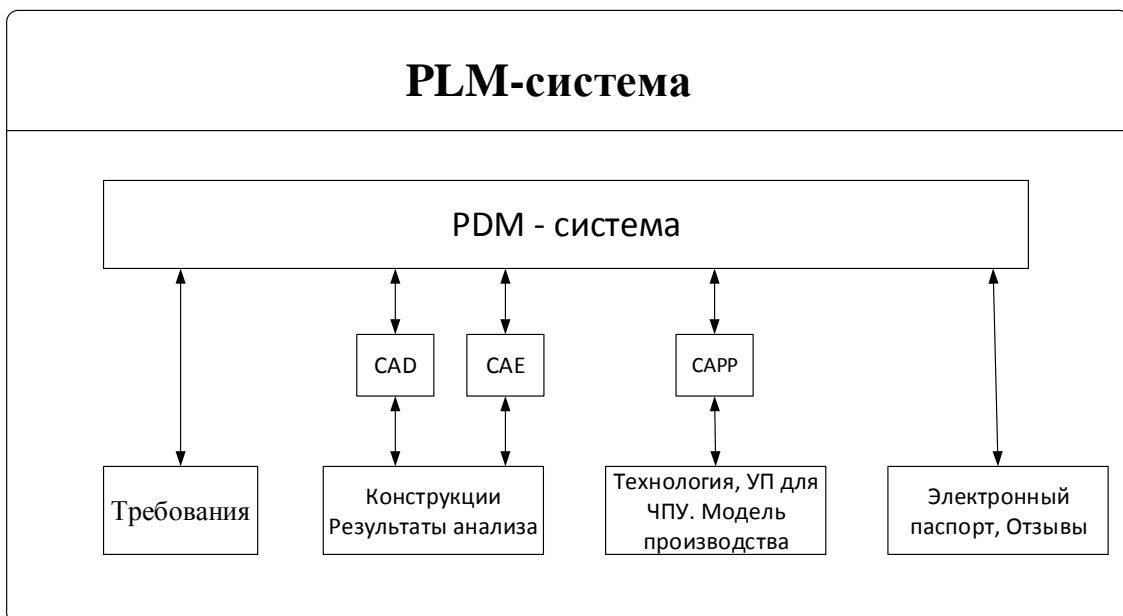 PLM-система
PDM - система
CAD
CAE
CAPP
Требования
Конструкции
Результаты анализа
Технология, УП для
ЧПУ. Модель
производства
Электронный
паспорт, Отзывы